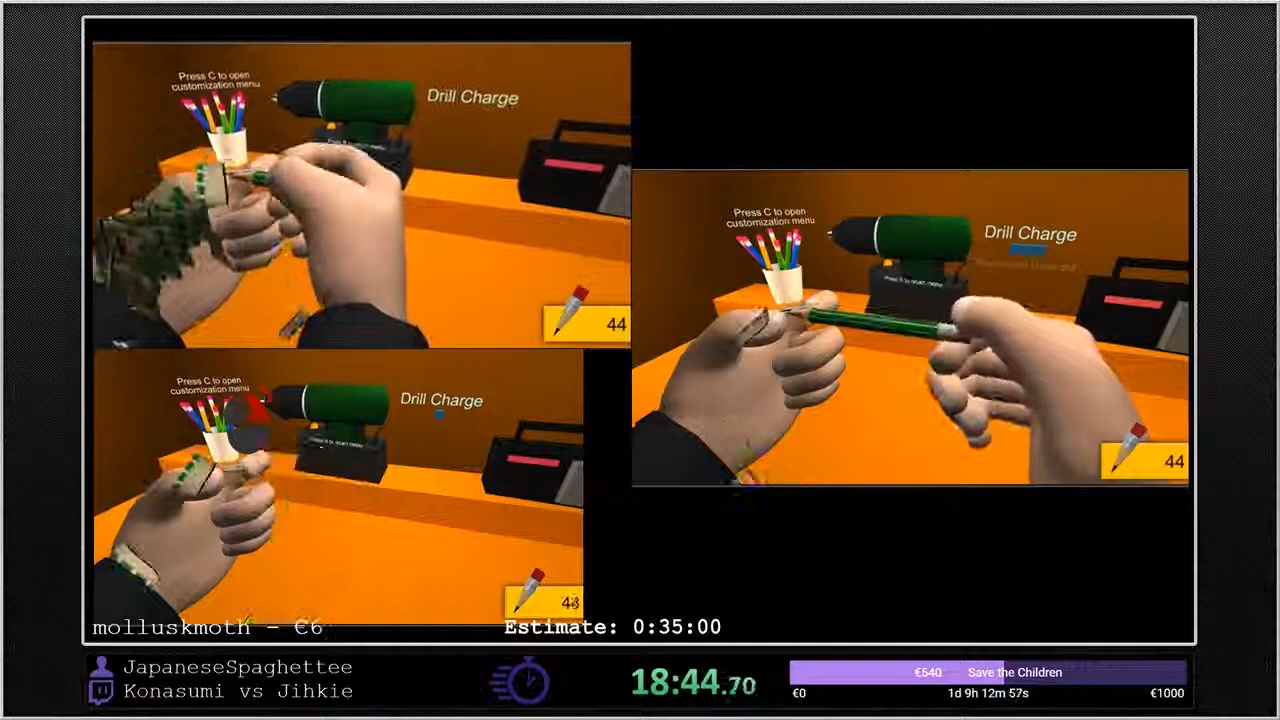 Press C to open
customization menu
Drill Charge
44
Press C to open
customization menu
Drill Charge
44
Press C to open
customization menu
Drill Charge
molluskmoth - €6
Estimate: 0:35:00
JapaneseSpaghettee
Konasumi vs Jihkie
18:44.70
€540 Save the Children
€0 1d 9h 12m 57s €1000